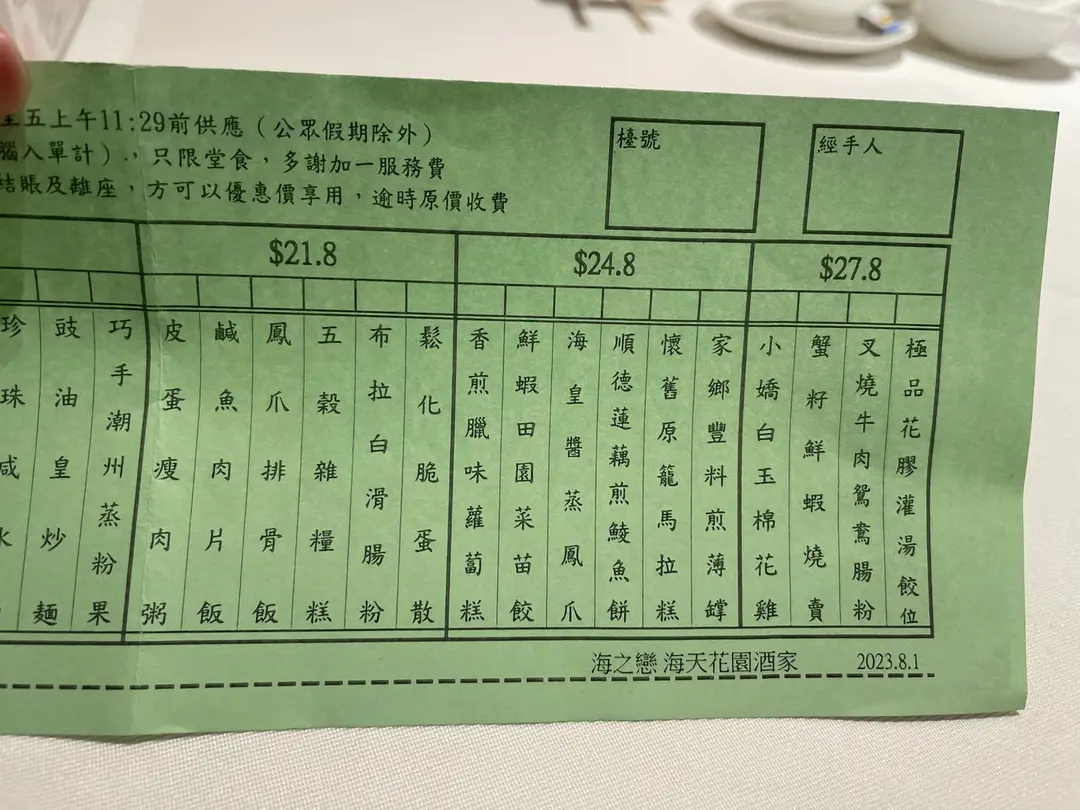 五上午11:29前供應（公眾假期除外）
入單計）．，只限堂食，多謝加一服務費
結賬及離座，方可以優惠價享用，逾時原價收費
檯號
經手人
$21.8
$24.8
$27.8
珍珠咸水
豉油皇炒麵
巧手潮州蒸粉果
皮蛋瘦肉粥
鹹魚肉片飯
鳳爪排骨飯
五穀雜糧糕
布拉白滑腸粉
鬆化脆蛋散
香煎臘味蘿蔔糕
鮮蝦田園菜苗餃
海皇醬蒸鳳爪
順德蓮藕煎鯪魚餅
懷舊原籠馬拉糕
家鄉豐料煎薄罉
小嬌白玉棉花雞
蟹籽鮮蝦燒賣
叉燒牛肉鴛鴦腸粉
極品花膠灌湯餃位
海之戀 海天花園酒家
2023.8.1